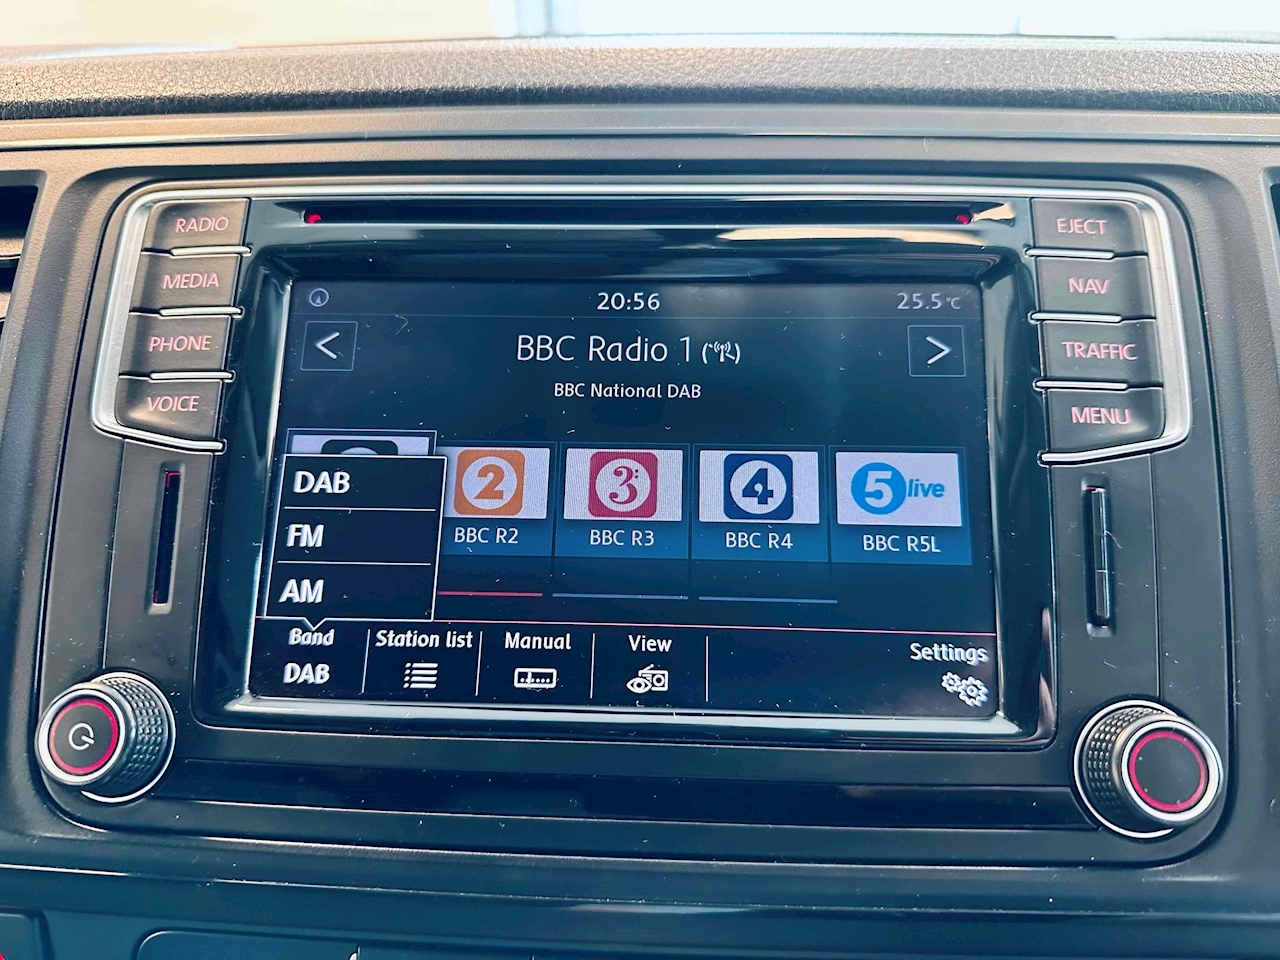 RADIO
MEDIA
PHONE
VOICE
EJECT
NAV
TRAFFIC
MENU
20:56
25.5°C
< BBC Radio 1 >
BBC National DAB
2
3
4
5 live
BBC R2
BBC R3
BBC R4
BBC R5L
DAB
FM
AM
Band
DAB
Station list
Manual
View
Settings